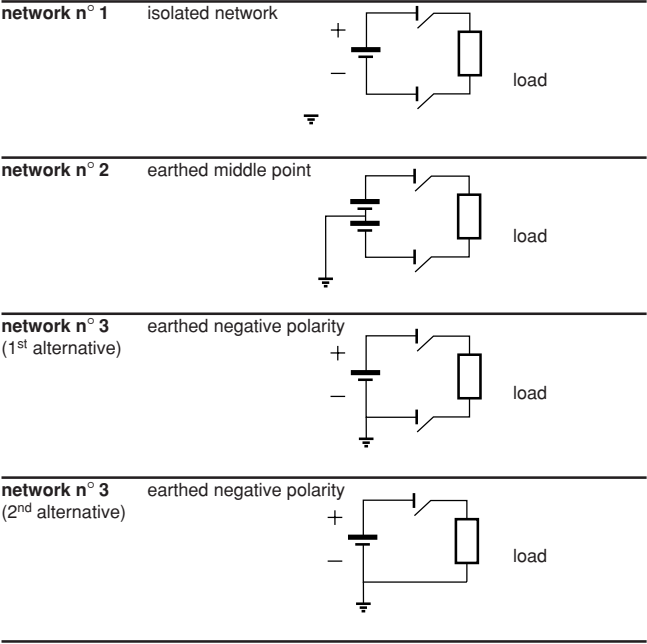 network n° 1 isolated network
+
–
load
network n° 2 earthed middle point
load
network n° 3 earthed negative polarity
(1st alternative)
+
–
load
network n° 3 earthed negative polarity
(2nd alternative)
+
–
load